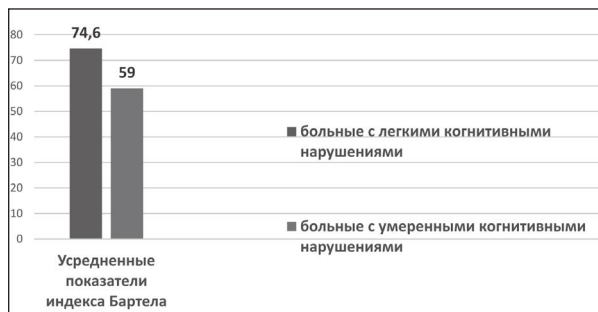 74,6
59
80
70
60
50
40
30
20
10
0
больные с легкими когнитивными
нарушениями
больные с умеренными когнитивными
нарушениями
Усредненные
показатели
индекса Бартела